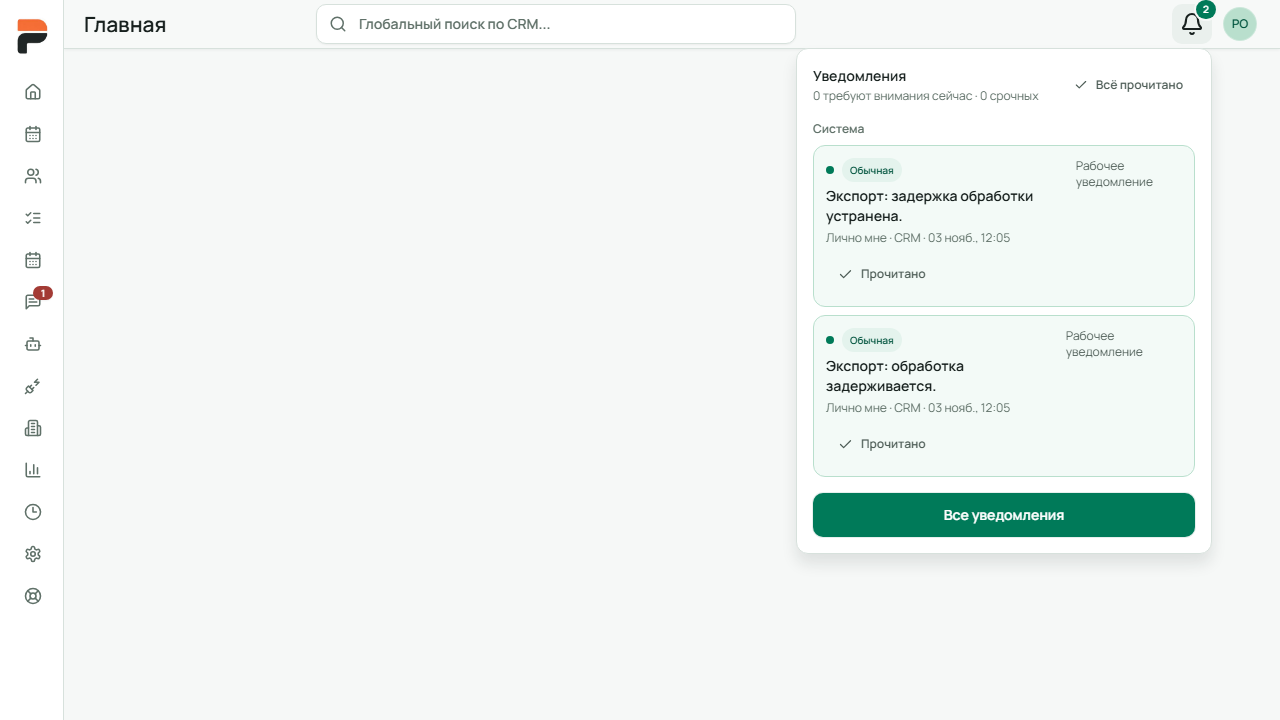 Главная
Глобальный поиск по CRM...
2
РО
Уведомления
0 требуют внимания сейчас · 0 срочных
Всё прочитано
Система
Обычная
Рабочее
уведомление
Экспорт: задержка обработки
устранена.
Лично мне · CRM · 03 нояб., 12:05
Прочитано
Обычная
Рабочее
уведомление
Экспорт: обработка
задерживается.
Лично мне · CRM · 03 нояб., 12:05
Прочитано
Все уведомления
1